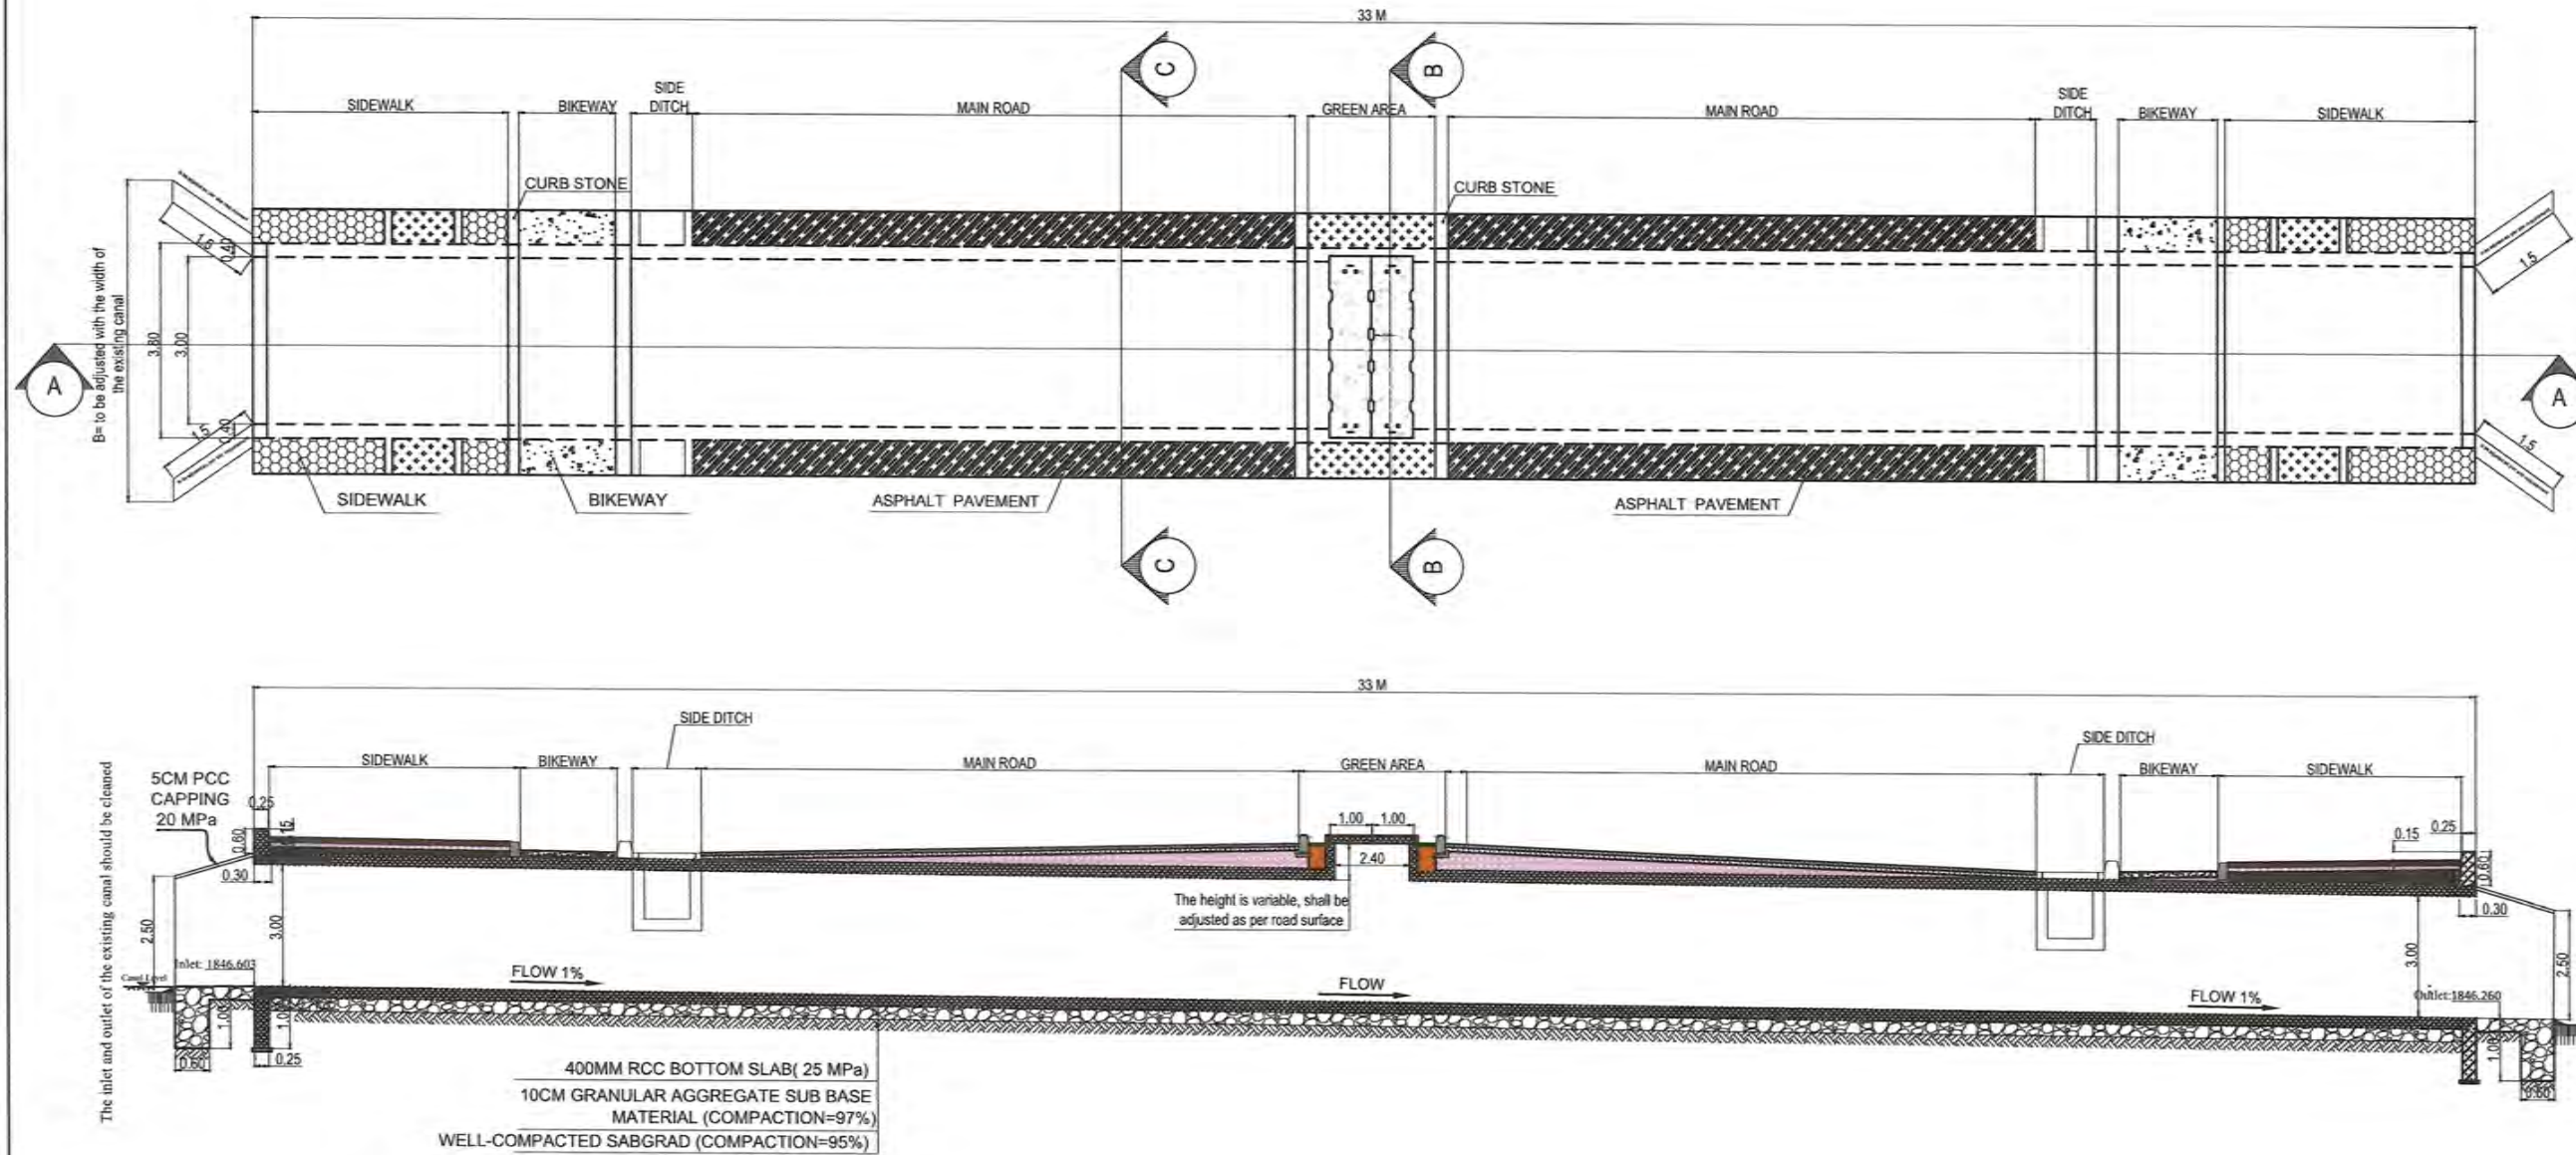 33 M
C
B
SIDEWALK
BIKEWAY
SIDE
DITCH
MAIN ROAD
GREEN AREA
MAIN ROAD
SIDE
DITCH
BIKEWAY
SIDEWALK
CURB STONE
CURB STONE
1.5
0.40
1.5
B= to be adjusted with the width of
the existing canal
3.80
3.00
A
A
1.5
0.40
1.5
SIDEWALK
BIKEWAY
ASPHALT PAVEMENT
ASPHALT PAVEMENT
C
B
33 M
SIDE DITCH
SIDE DITCH
SIDEWALK
BIKEWAY
MAIN ROAD
GREEN AREA
MAIN ROAD
BIKEWAY
SIDEWALK
The inlet and outlet of the existing canal should be cleaned
5CM PCC
CAPPING
20 MPa
0.25
0.60
15
1.00
1.00
0.15
0.25
0.60
2.40
0.30
0.30
The height is variable, shall be
adjusted as per road surface
2.50
3.00
3.00
2.50
Inlet: 1846.603
Canal Level
FLOW 1%
FLOW
FLOW 1%
Outlet:1846.260
1.00
1.00
1.00
0.60
0.25
0.60
400MM RCC BOTTOM SLAB( 25 MPa)
10CM GRANULAR AGGREGATE SUB BASE
MATERIAL (COMPACTION=97%)
WELL-COMPACTED SABGRAD (COMPACTION=95%)